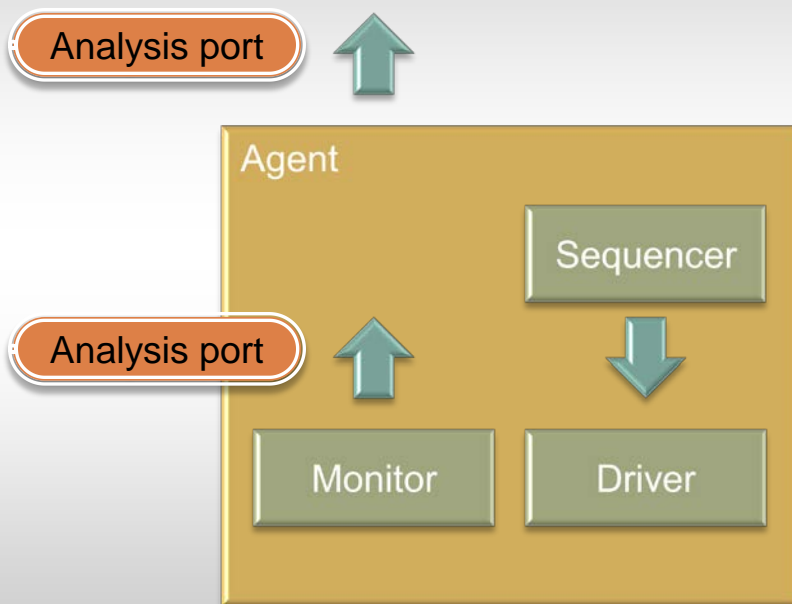 Analysis port
Agent
Sequencer
Analysis port
Monitor
Driver